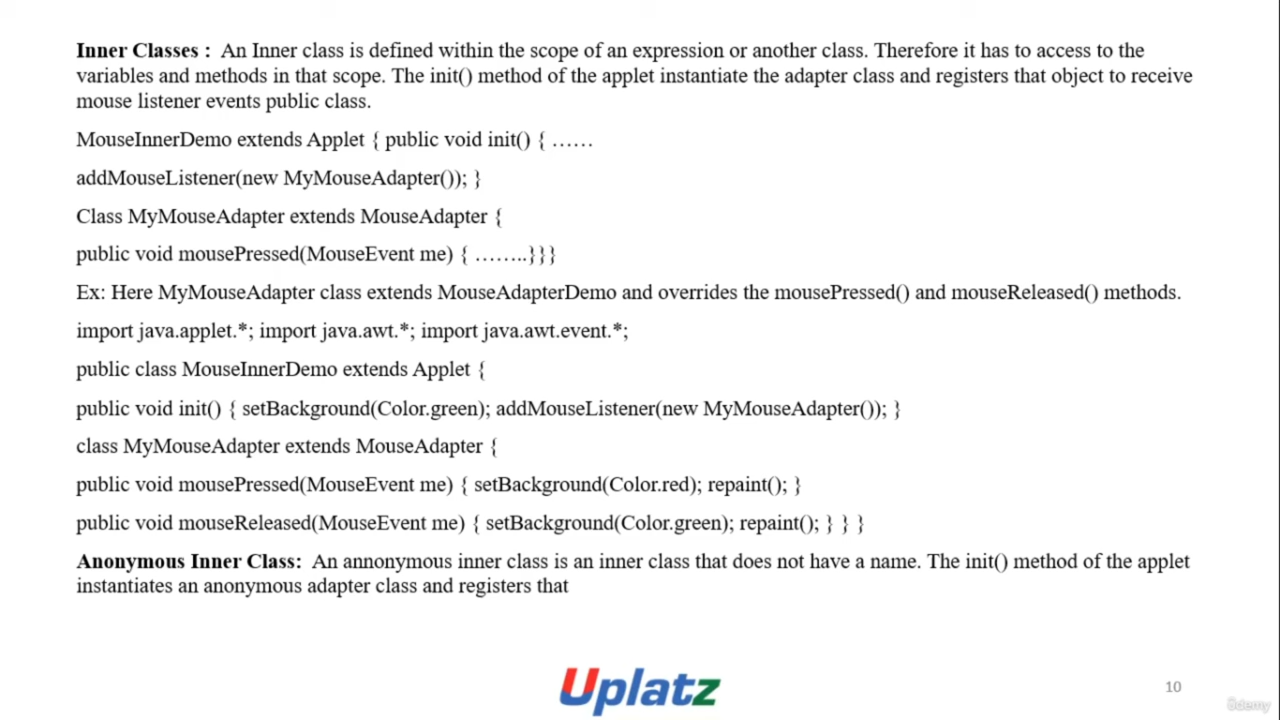 Inner Classes : An Inner class is defined within the scope of an expression or another class. Therefore it has to access to the
variables and methods in that scope. The init() method of the applet instantiate the adapter class and registers that object to receive
mouse listener events public class.
MouseInnerDemo extends Applet { public void init() { ……
addMouseListener(new MyMouseAdapter()); }
Class MyMouseAdapter extends MouseAdapter {
public void mousePressed(MouseEvent me) { ……..}}}
Ex: Here MyMouseAdapter class extends MouseAdapterDemo and overrides the mousePressed() and mouseReleased() methods.
import java.applet.*; import java.awt.*; import java.awt.event.*;
public class MouseInnerDemo extends Applet {
public void init() { setBackground(Color.green); addMouseListener(new MyMouseAdapter()); }
class MyMouseAdapter extends MouseAdapter {
public void mousePressed(MouseEvent me) { setBackground(Color.red); repaint(); }
public void mouseReleased(MouseEvent me) { setBackground(Color.green); repaint(); } } }
Anonymous Inner Class: An annonymous inner class is an inner class that does not have a name. The init() method of the applet
instantiates an anonymous adapter class and registers that
Uplatz
10
ûdemy